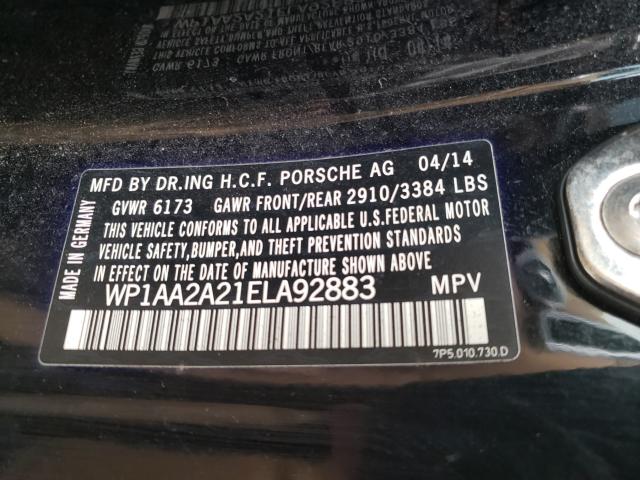 MFD BY DR.ING H.C.F. PORSCHE AG 04/14
GVWR 6173 GAWR FRONT/REAR 2910/3384 LBS
THIS VEHICLE CONFORMS TO ALL APPLICABLE U.S.FEDERAL MOTOR
VEHICLE SAFETY,BUMPER,AND THEFT PREVENTION STANDARDS
IN EFFECT ON THE DATE OF MANUFACTURE SHOWN ABOVE
WP1AA2A21ELA92883 MPV
7P5.010.730.D
MADE IN GERMANY